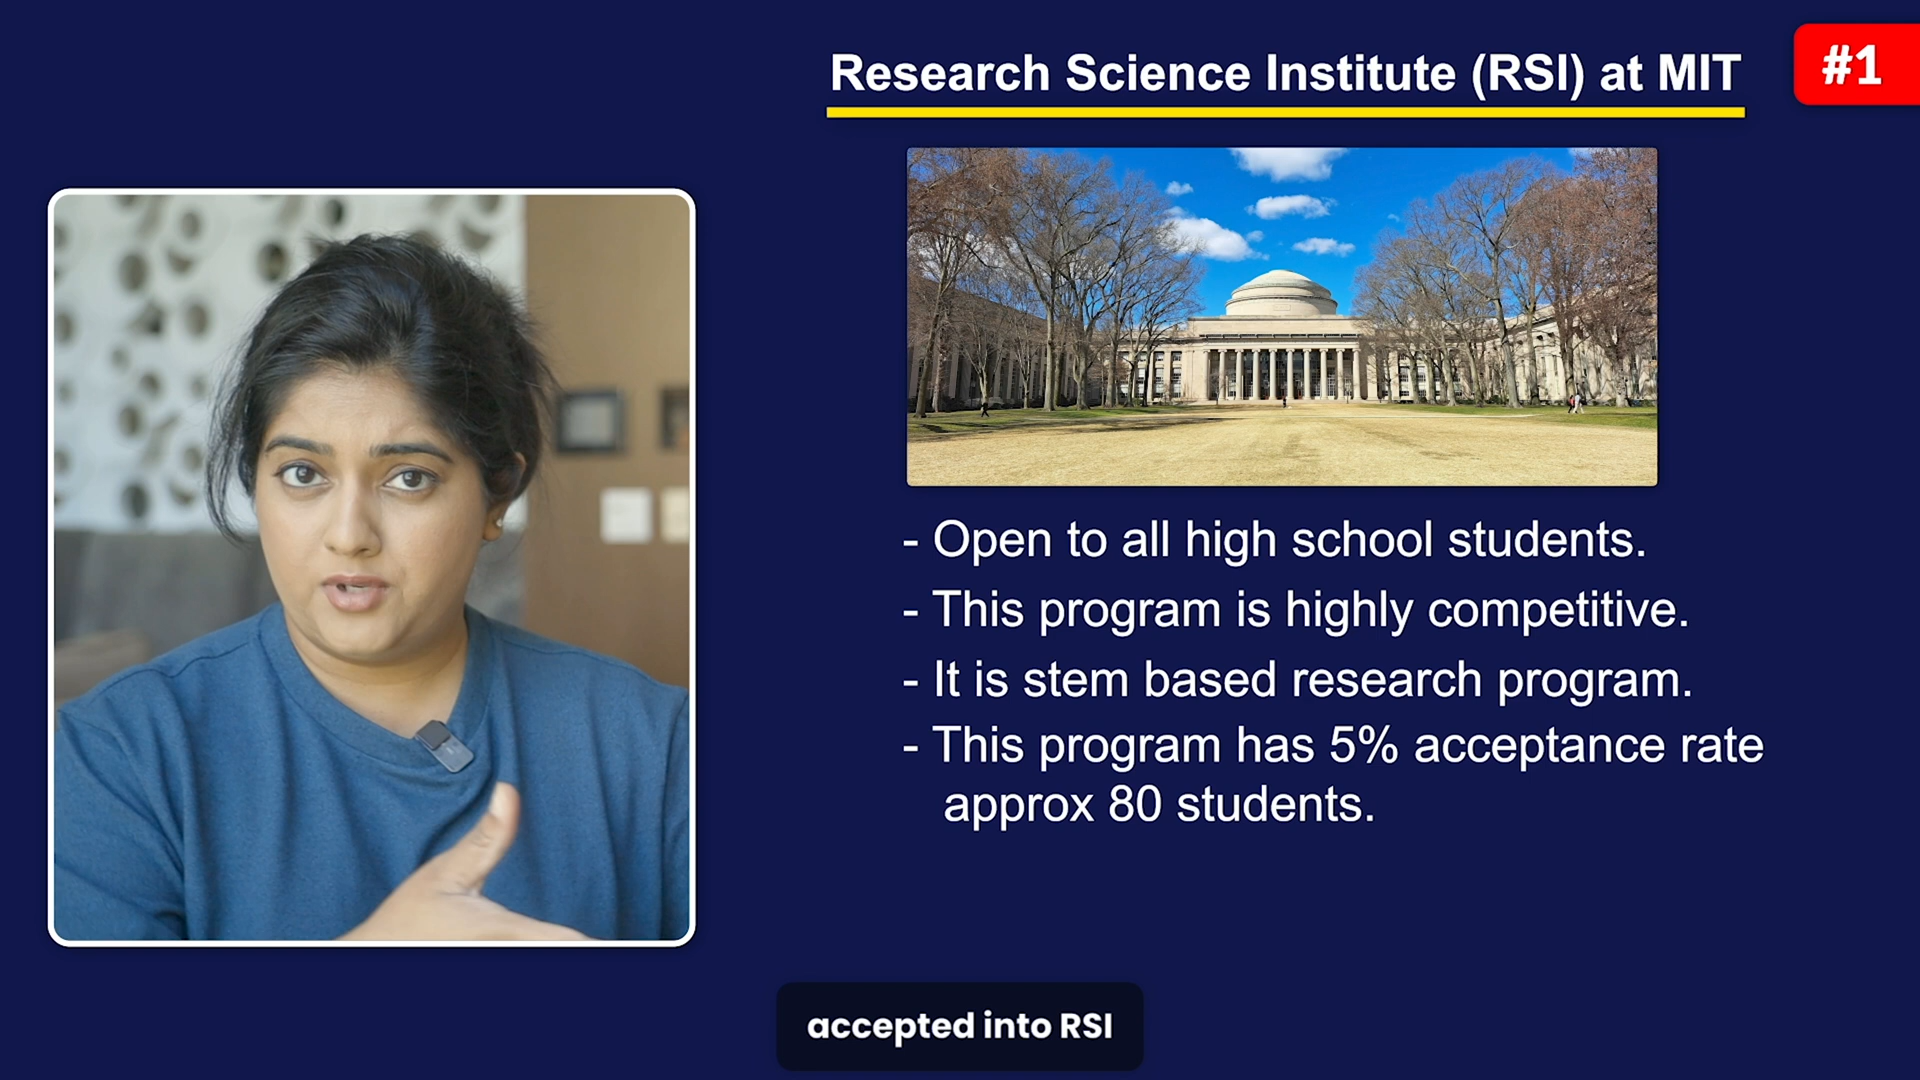 Research Science Institute (RSI) at MIT
#1
- Open to all high school students.
- This program is highly competitive.
- It is stem based research program.
- This program has 5% acceptance rate
approx 80 students.
accepted into RSI